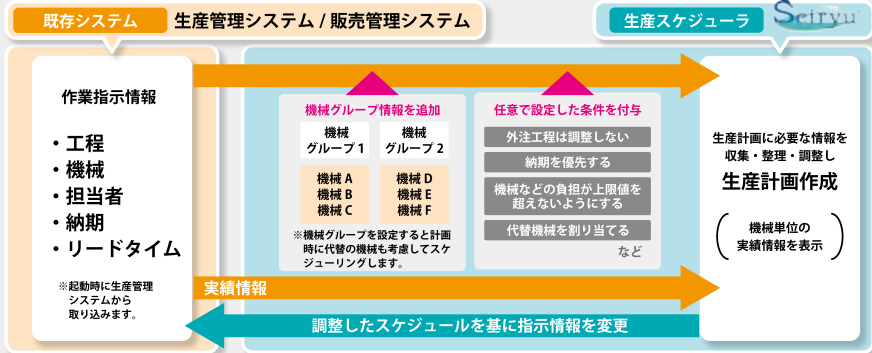 既存システム
生産管理システム / 販売管理システム
生産スケジューラ
Seiryu
作業指示情報
・工程
・機械
・担当者
・納期
・リードタイム
※起動時に生産管理
システムから
取り込みます。
機械グループ情報を追加
機械
グループ 1
機械
グループ 2
機械 A
機械 B
機械 C
機械 D
機械 E
機械 F
※機械グループを設定すると計画
時に代替の機械も考慮してスケ
ジューリングします。
任意で設定した条件を付与
外注工程は調整しない
納期を優先する
機械などの負担が上限値を
超えないようにする
代替機械を割り当てる
など
生産計画に必要な情報を
収集・整理・調整し
生産計画作成
機械単位の
実績情報を表示
実績情報
調整したスケジュールを基に指示情報を変更